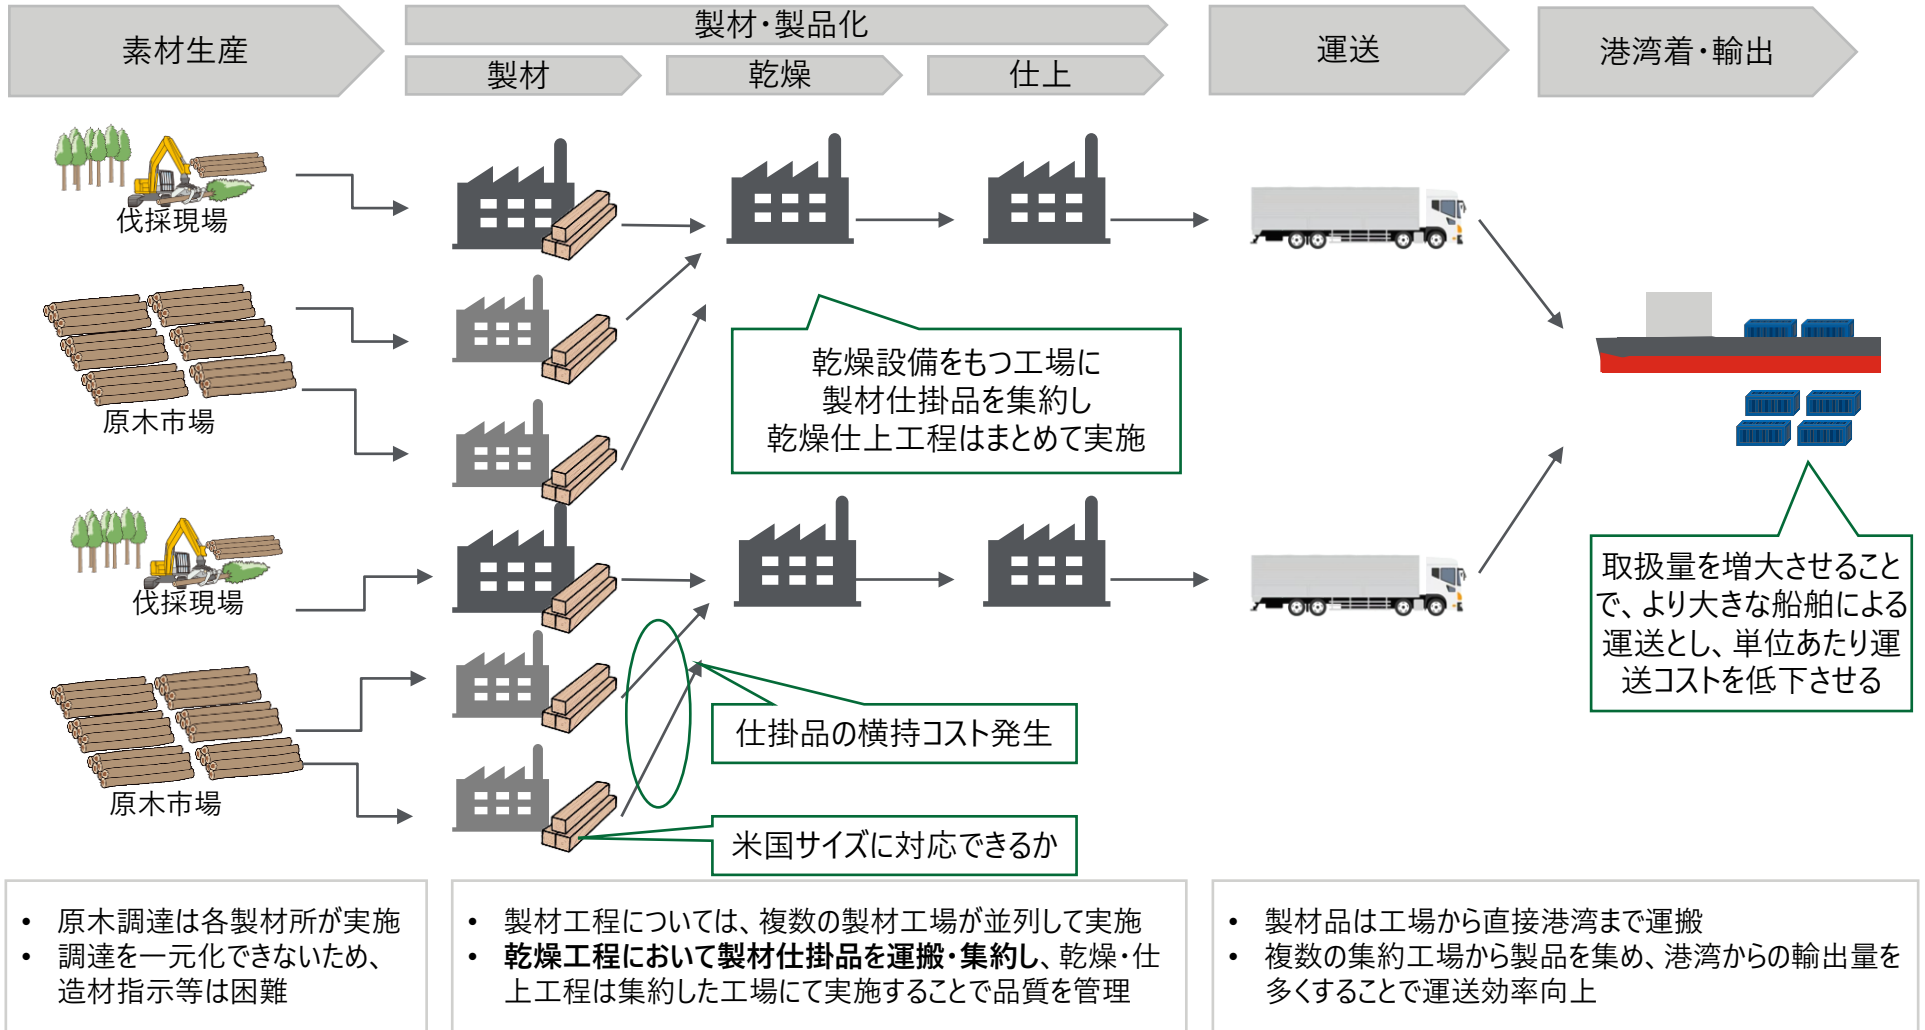 素材生産
製材・製品化
製材
乾燥
仕上
運送
港湾着・輸出
伐採現場
原木市場
伐採現場
原木市場
乾燥設備をもつ工場に
製材仕掛品を集約し
乾燥仕上工程はまとめて実施
仕掛品の横持コスト発生
米国サイズに対応できるか
取扱量を増大させること
で、より大きな船舶による
運送とし、単位あたり運
送コストを低下させる
• 原木調達は各製材所が実施
• 調達を一元化できないため、
造材指示等は困難
• 製材工程については、複数の製材工場が並列して実施
• 乾燥工程において製材仕掛品を運搬・集約し、乾燥・仕
上工程は集約した工場にて実施することで品質を管理
• 製材品は工場から直接港湾まで運搬
• 複数の集約工場から製品を集め、港湾からの輸出量を
多くすることで運送効率向上